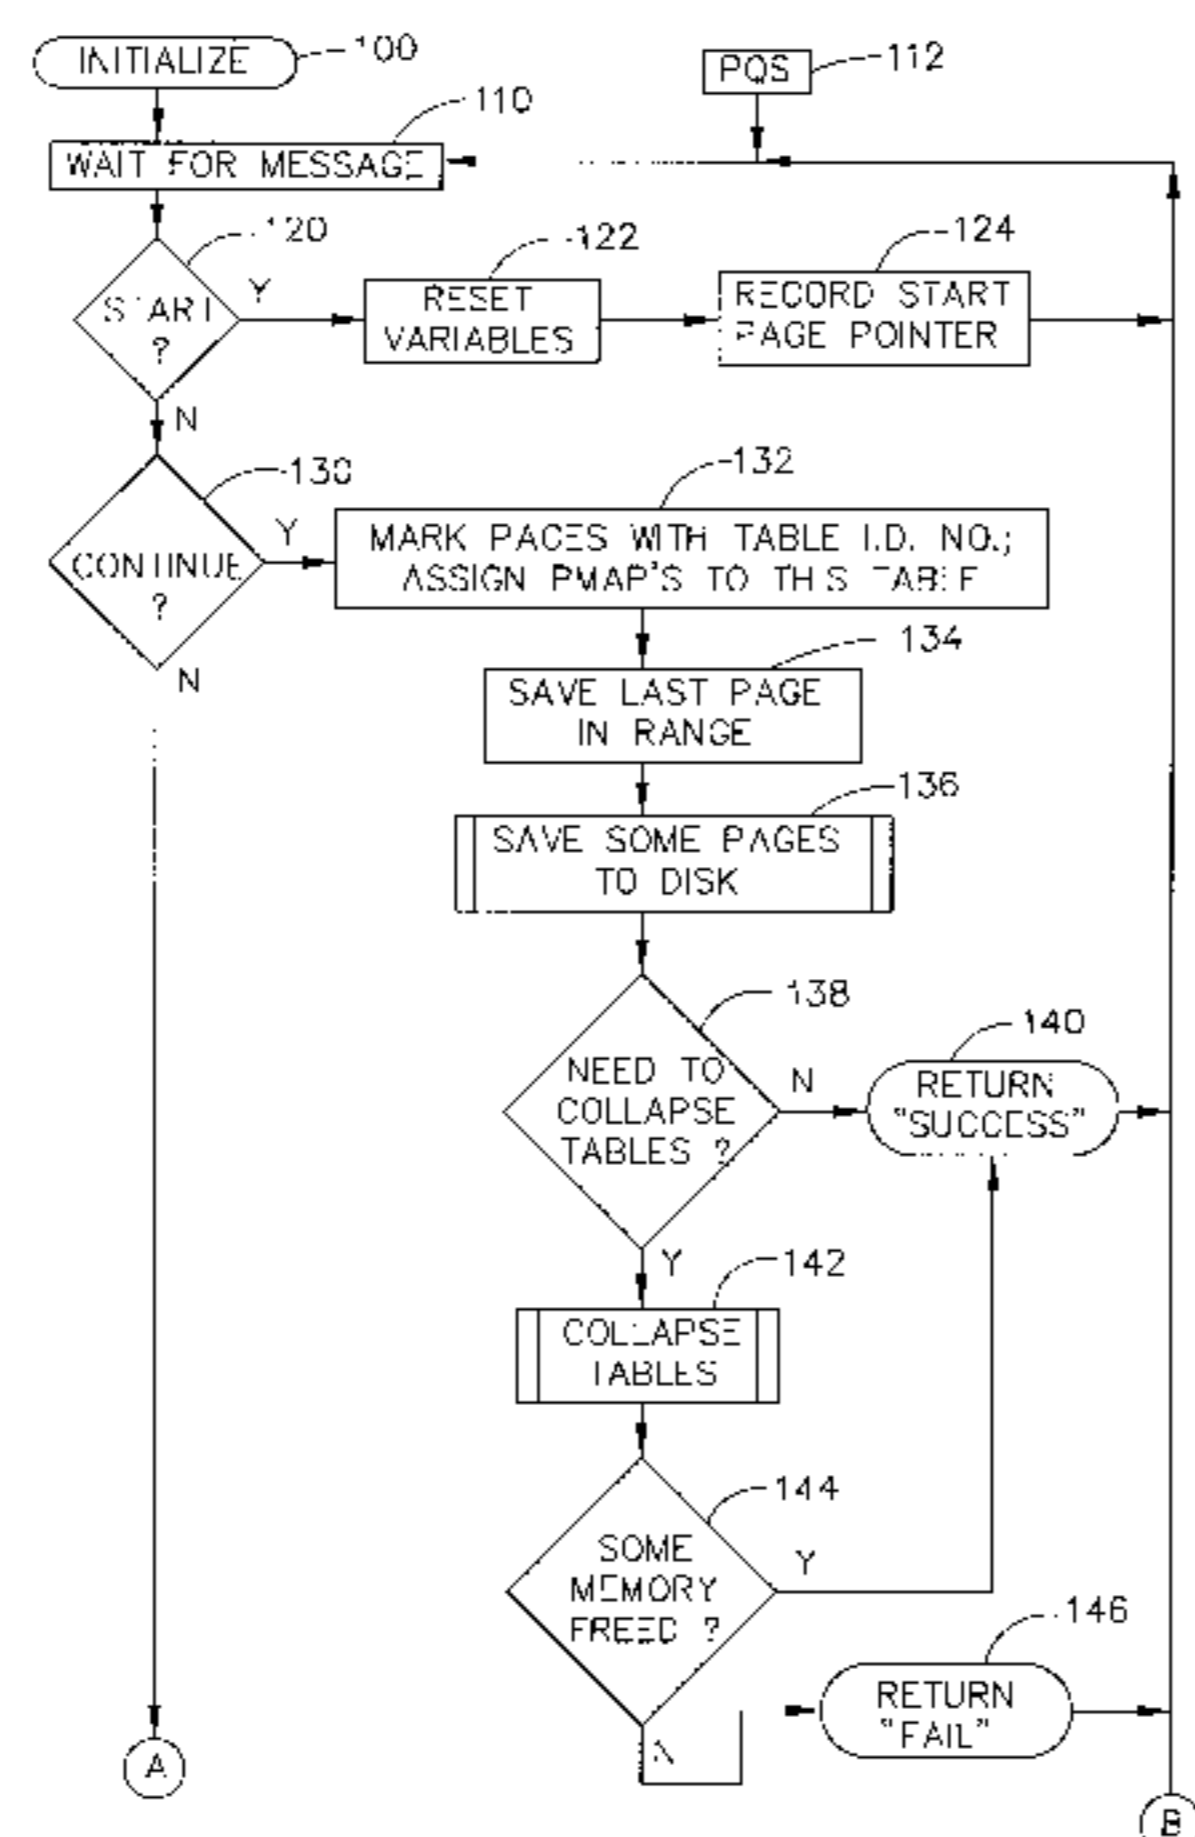 INITIALIZE
100
PQS
112
110
WAIT FOR MESSAGE
120
START
?
Y
N
122
RESET
VARIABLES
124
RECORD START
PAGE POINTER
130
CONTINUE
?
Y
N
132
MARK PAGES WITH TABLE I.D. NO.;
ASSIGN PMAP'S TO THIS TABLE
134
SAVE LAST PAGE
IN RANGE
136
SAVE SOME PAGES
TO DISK
138
NEED TO
COLLAPSE
TABLES ?
N
Y
140
RETURN
"SUCCESS"
142
COLLAPSE
TABLES
144
SOME
MEMORY
FREED ?
Y
N
146
RETURN
"FAIL"
A
B